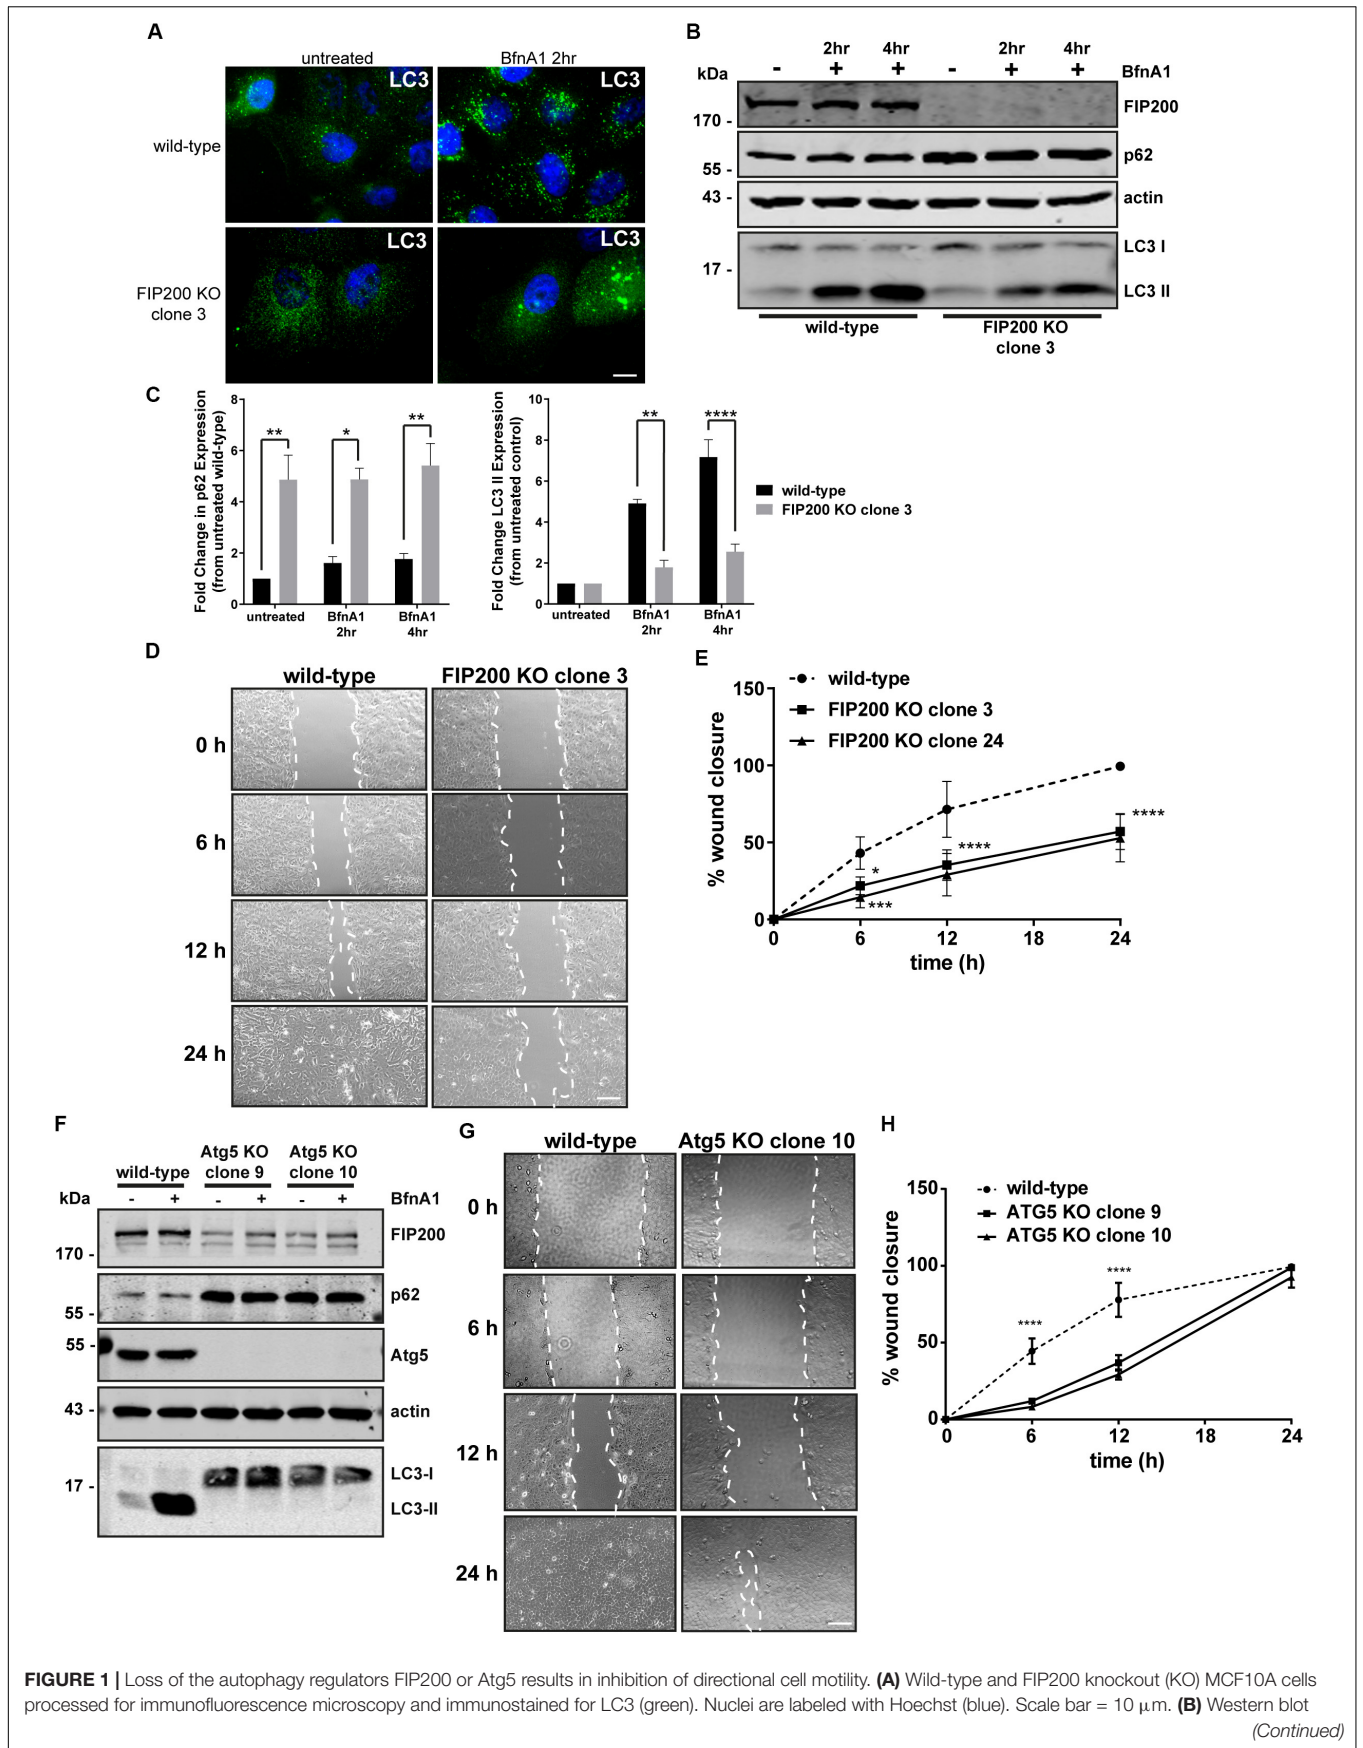 A
untreated
BfnA1 2hr
LC3
LC3
wild-type
LC3
LC3
FIP200 KO
clone 3
B
2hr 4hr 2hr 4hr
kDa - + + - + + BfnA1
FIP200
170 -
p62
55 -
43 - actin
LC3 I
17 -
LC3 II
wild-type
FIP200 KO
clone 3
C
Fold Change in p62 Expression
(from untreated wild-type)
8
6
4
2
0
** * **
untreated BfnA1 BfnA1
2hr 4hr
Fold Change LC3 II Expression
(from untreated control)
10
8
6
4
2
0
** ****
untreated BfnA1 BfnA1
2hr 4hr
wild-type
FIP200 KO clone 3
D
wild-type FIP200 KO clone 3
0 h
6 h
12 h
24 h
E
wild-type
FIP200 KO clone 3
FIP200 KO clone 24
% wound closure
150
100
50
0
*
***
****
****
0 6 12 18 24
time (h)
F
wild-type
Atg5 KO
clone 9
Atg5 KO
clone 10
kDa - + - + - + BfnA1
FIP200
170 -
p62
55 -
55 -
Atg5
43 - actin
LC3-I
17 -
LC3-II
G
wild-type Atg5 KO clone 10
0 h
6 h
12 h
24 h
H
wild-type
ATG5 KO clone 9
ATG5 KO clone 10
% wound closure
150
100
50
0
****
****
0 6 12 18 24
time (h)
FIGURE 1 | Loss of the autophagy regulators FIP200 or Atg5 results in inhibition of directional cell motility. (A) Wild-type and FIP200 knockout (KO) MCF10A cells
processed for immunofluorescence microscopy and immunostained for LC3 (green). Nuclei are labeled with Hoechst (blue). Scale bar = 10 μm. (B) Western blot
(Continued)